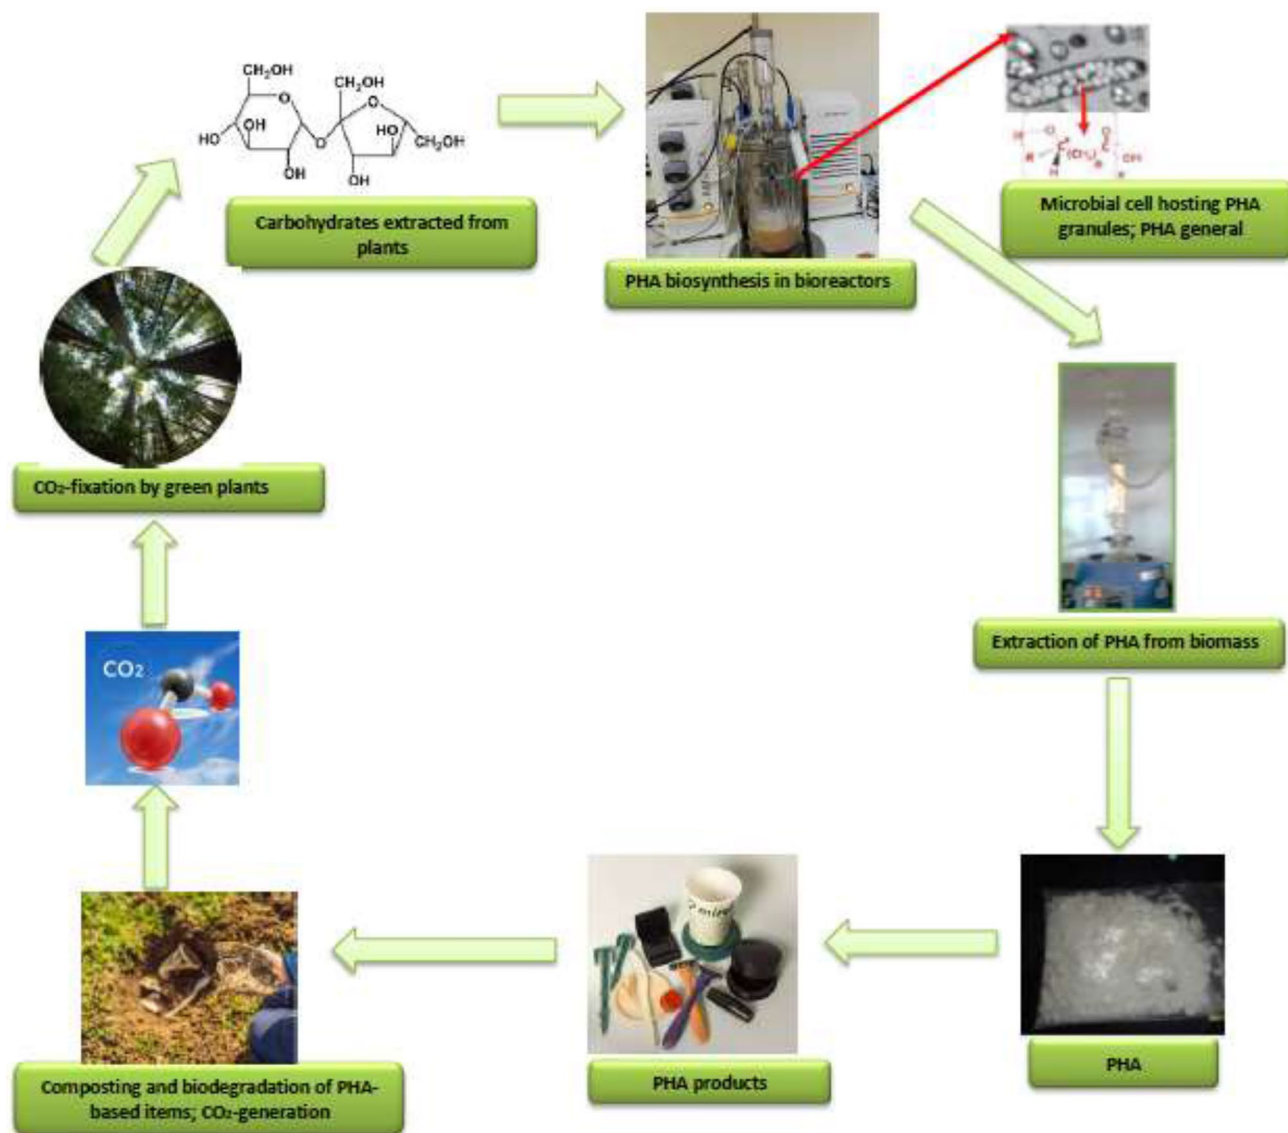 CH₂OH
O
HO
OH
OH
O
CH₂OH
O
HO
CH₂OH
OH
Carbohydrates extracted from
plants
PHA biosynthesis in bioreactors
Microbial cell hosting PHA
granules; PHA general
CO₂-fixation by green plants
Extraction of PHA from biomass
CO₂
PHA
PHA products
Composting and biodegradation of PHA-
based items; CO₂-generation